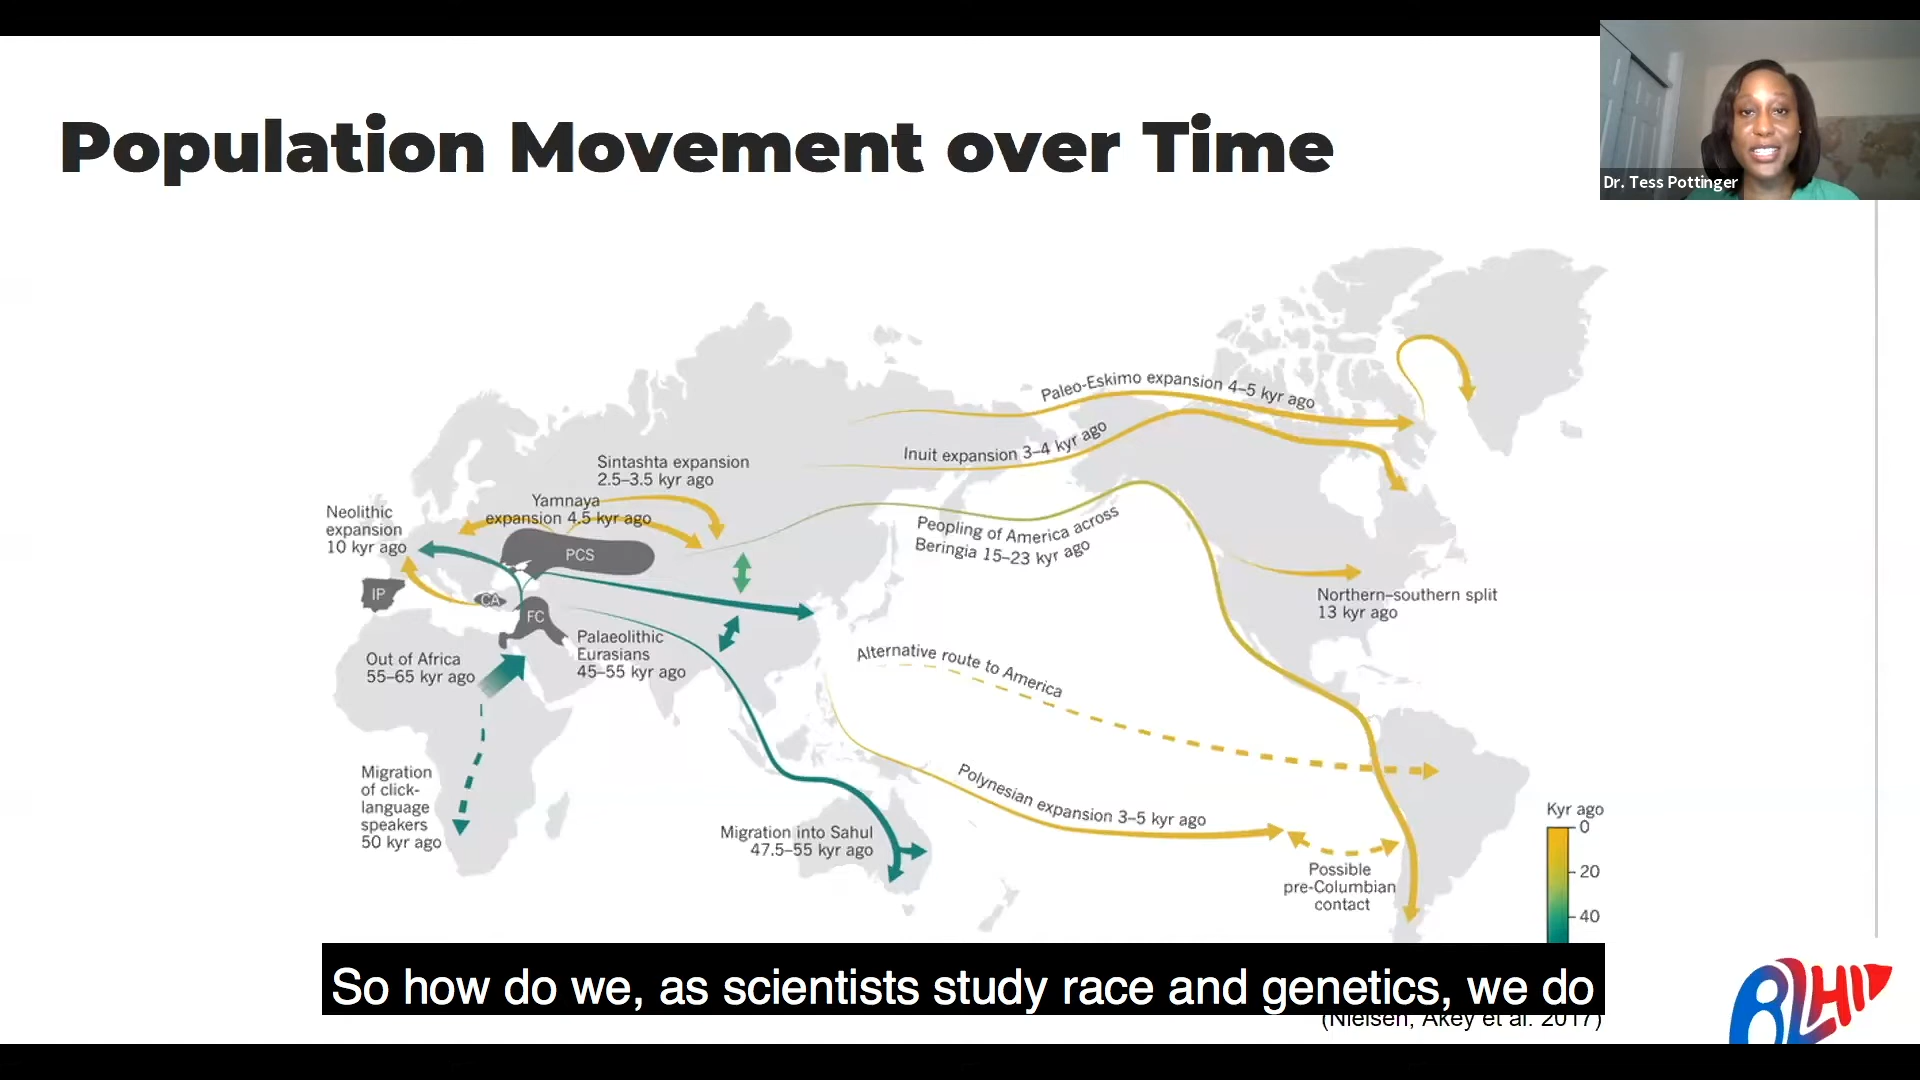 Population Movement over Time
Dr. Tess Pottinger
Paleo-Eskimo expansion 4–5 kyr ago
Inuit expansion 3–4 kyr ago
Sintashta expansion
2.5–3.5 kyr ago
Yamnaya
expansion 4.5 kyr ago
Neolithic
expansion
10 kyr ago
Peopling of America across
Beringia 15–23 kyr ago
PCS
IP
CA
FC
Northern–southern split
13 kyr ago
Palaeolithic
Eurasians
45–55 kyr ago
Out of Africa
55–65 kyr ago
Alternative route to America
Migration
of click-
language
speakers
50 kyr ago
Polynesian expansion 3–5 kyr ago
Migration into Sahul
47.5–55 kyr ago
Possible
pre-Columbian
contact
Kyr ago
0
20
40
So how do we, as scientists study race and genetics, we do
(Nielsen, Akey et al. 2017)
BLHI